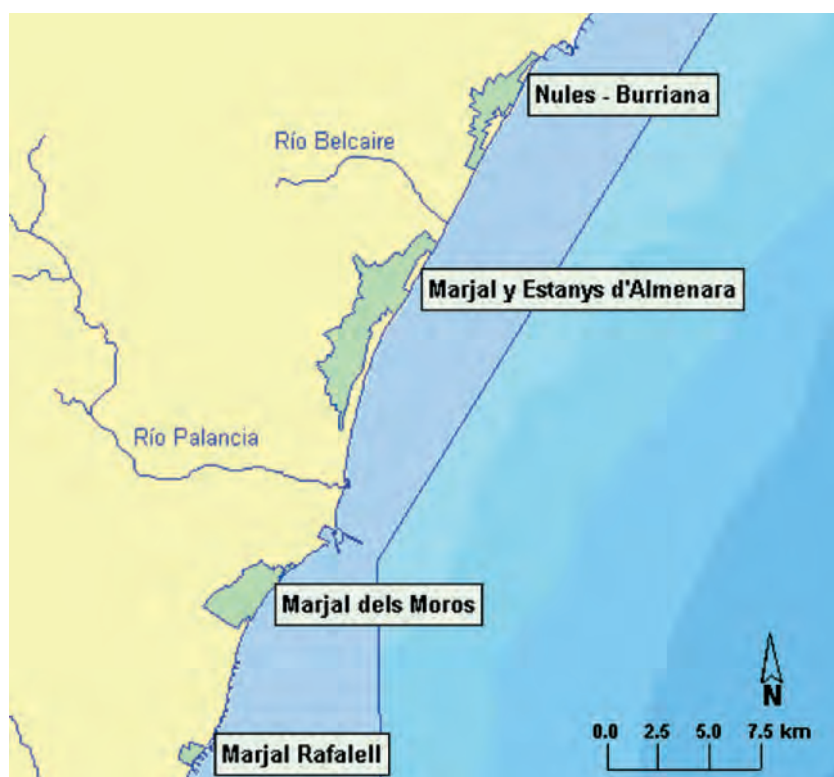 Nules - Burriana
Río Belcaire
Marjal y Estanys d'Almenara
Río Palancia
Marjal dels Moros
N
0.0 2.5 5.0 7.5 km
Marjal Rafalell